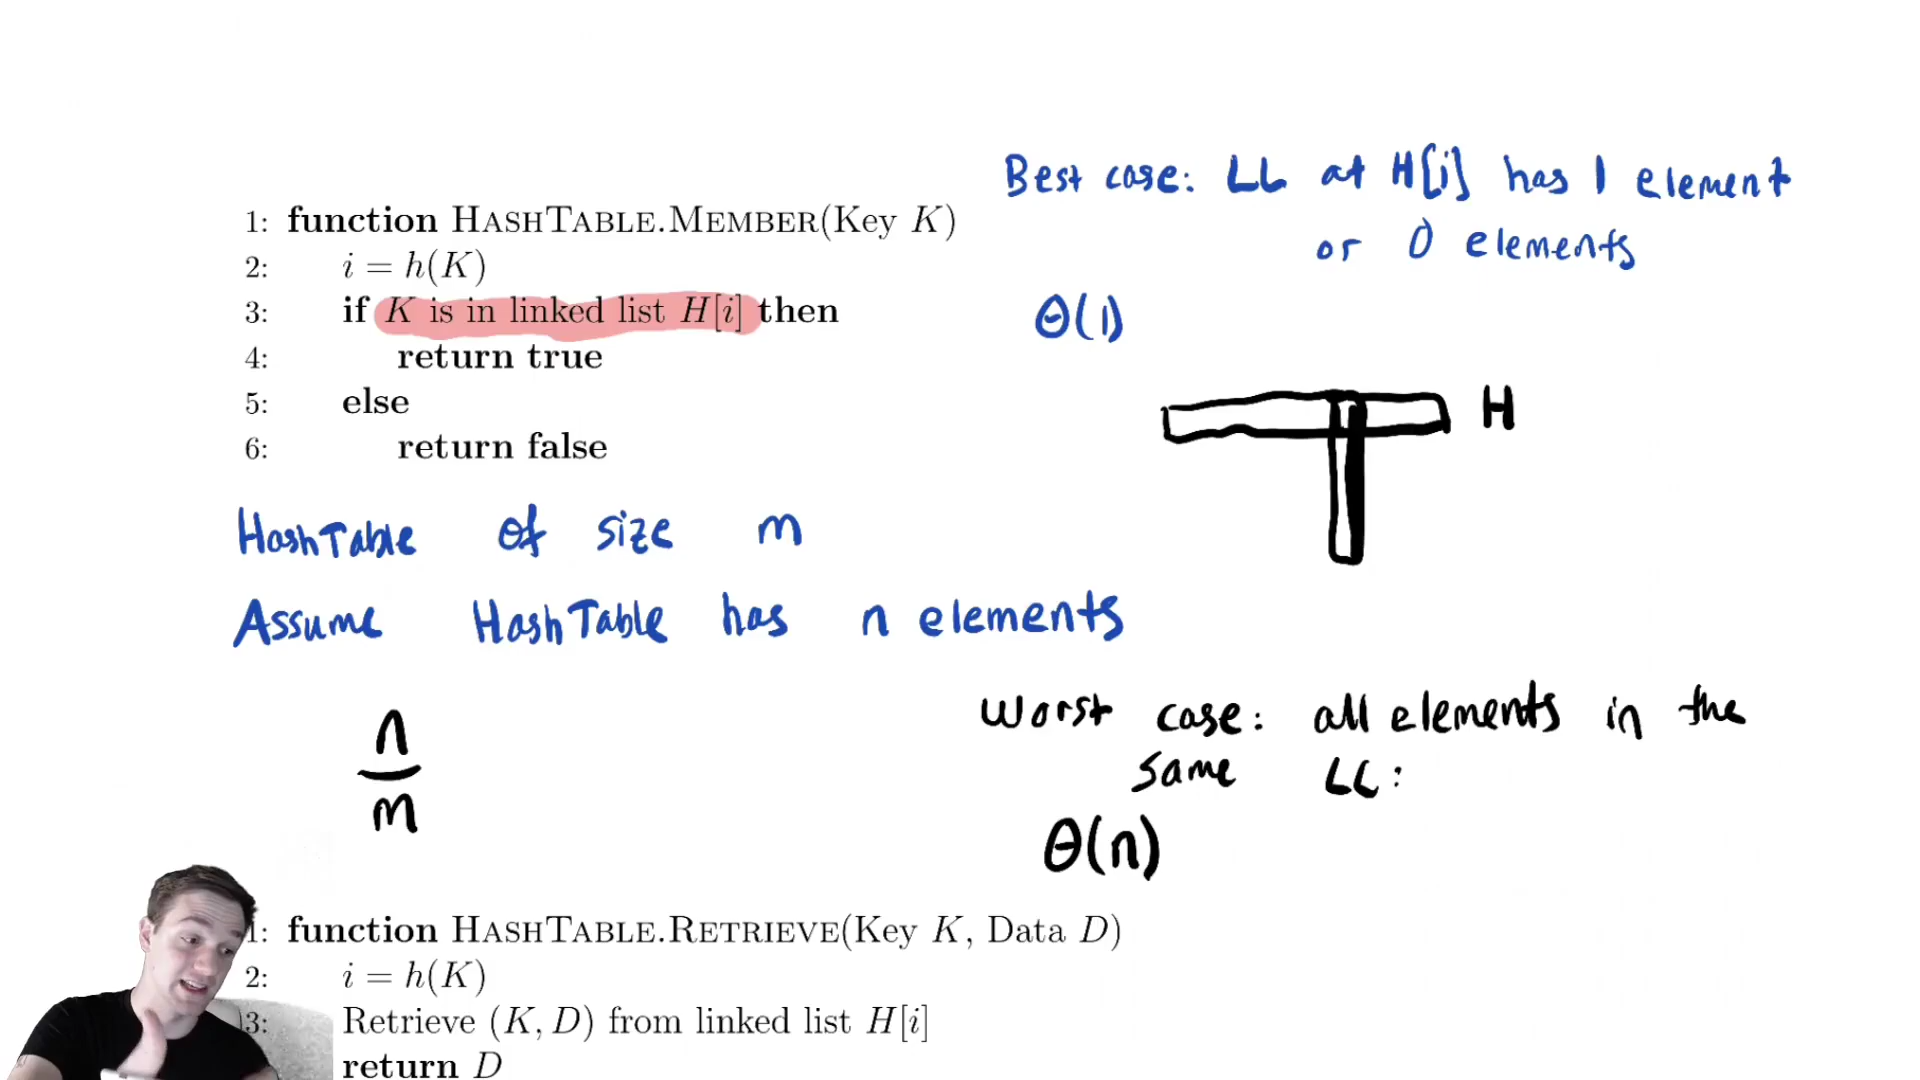 Best case: LL at H[i] has 1 element
or 0 elements
Θ(1)
1: function HASHTABLE.MEMBER(Key K)
2: i = h(K)
3: if K is in linked list H[i] then
4: return true
5: else
6: return false
H
HashTable of size m
Assume HashTable has n elements
n
m
Worst case: all elements in the
same LL:
Θ(n)
1: function HASHTABLE.RETRIEVE(Key K, Data D)
2: i = h(K)
3: Retrieve (K, D) from linked list H[i]
return D